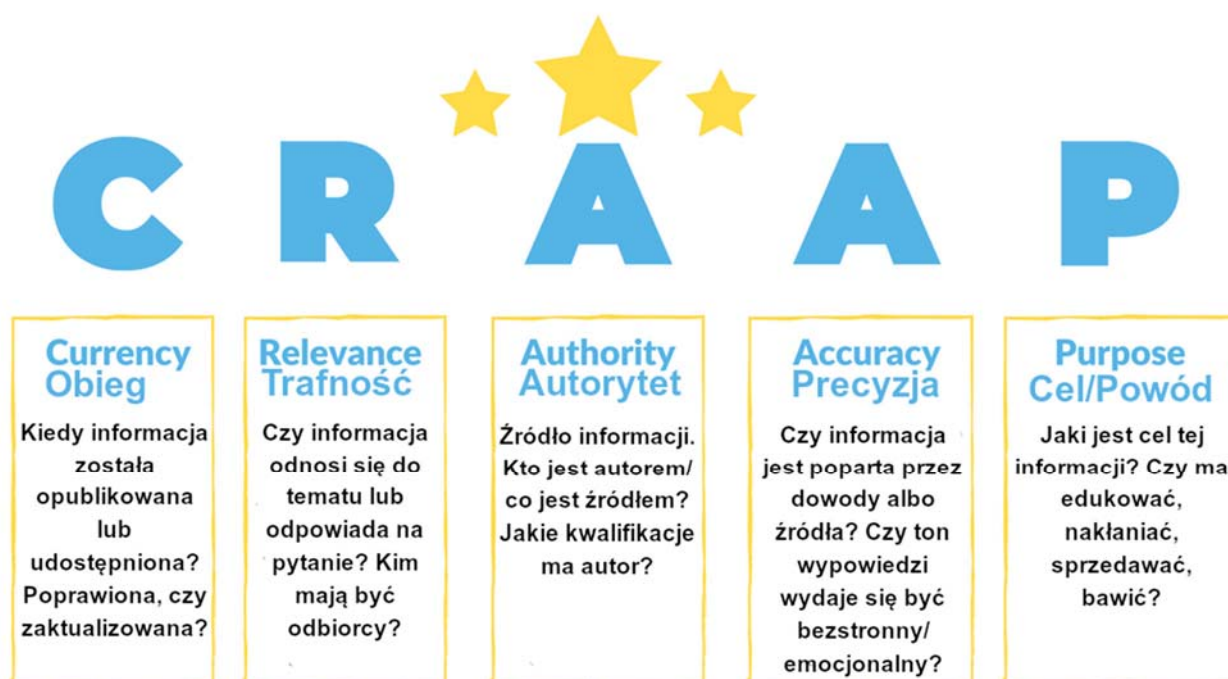 C R A A P
Currency
Obieg
Kiedy informacja
została
opublikowana
lub
udostępniona?
Poprawiona, czy
zaktualizowana?
Relevance
Trafność
Czy informacja
odnosi się do
tematu lub
odpowiada na
pytanie? Kim
mają być
odbiorcy?
Authority
Autorytet
Źródło informacji.
Kto jest autorem/
co jest źródłem?
Jakie kwalifikacje
ma autor?
Accuracy
Precyzja
Czy informacja
jest poparta przez
dowody albo
źródła? Czy ton
wypowiedzi
wydaje się być
bezstronny/
emocjonalny?
Purpose
Cel/Powód
Jaki jest cel tej
informacji? Czy ma
edukować,
nakłaniać,
sprzedawać,
bawić?